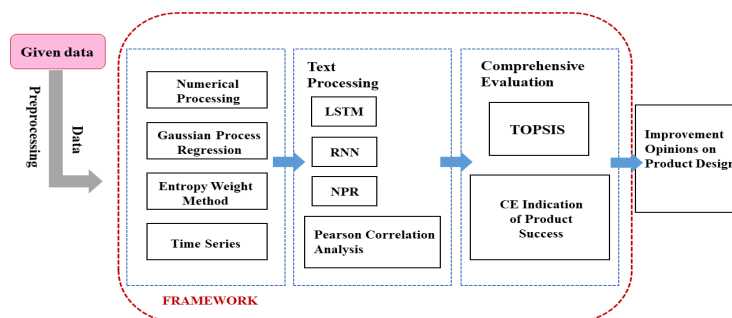 Given data
Preprocessing
Data
Numerical
Processing
Gaussian Process
Regression
Entropy Weight
Method
Time Series
FRAMEWORK
Text
Processing
LSTM
RNN
NPR
Pearson Correlation
Analysis
Comprehensive
Evaluation
TOPSIS
CE Indication
of Product
Success
Improvement
Opinions on
Product Design